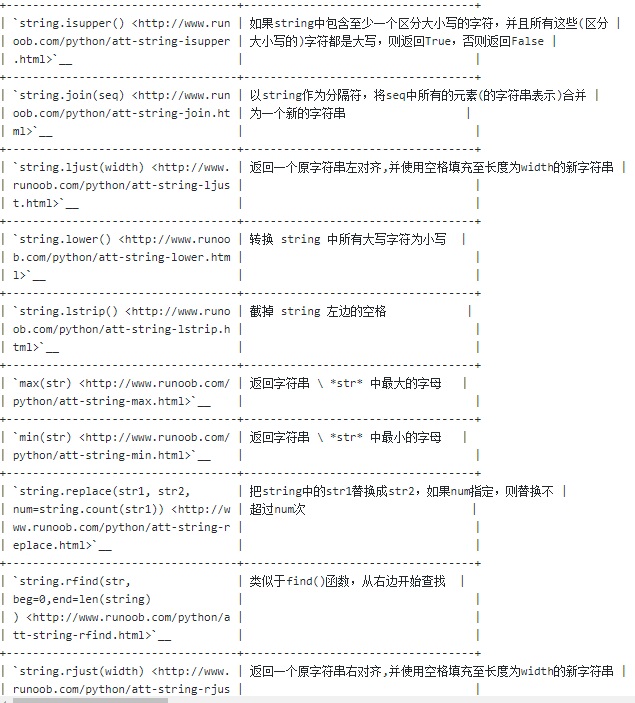 +-----------------------------+-----------------------------+
| `string.isupper() <http://www.run | 如果string中包含至少一个区分大小写的字符，并且所有这些(区分 |
| oob.com/python/att-string-isupper | 大小写的)字符都是大写，则返回True，否则返回False |
| .html>`__ | |
+-----------------------------+-----------------------------+
| `string.join(seq) <http://www.run | 以string作为分隔符，将seq中所有的元素(的字符串表示)合并 |
| oob.com/python/att-string-join.ht | 为一个新的字符串 |
| ml>`__ | |
+-----------------------------+-----------------------------+
| `string.ljust(width) <http://www. | 返回一个原字符串左对齐,并使用空格填充至长度为width的新字符串 |
| runoob.com/python/att-string-ljus | |
| t.html>`__ | |
+-----------------------------+-----------------------------+
| `string.lower() <http://www.runoo | 转换 string 中所有大写字符为小写 |
| b.com/python/att-string-lower.htm | |
| l>`__ | |
+-----------------------------+-----------------------------+
| `string.lstrip() <http://www.runo | 截掉 string 左边的空格 |
| ob.com/python/att-string-lstrip.h | |
| tml>`__ | |
+-----------------------------+-----------------------------+
| `max(str) <http://www.runoob.com/ | 返回字符串 \ *str* 中最大的字母 |
| python/att-string-max.html>`__ | |
+-----------------------------+-----------------------------+
| `min(str) <http://www.runoob.com/ | 返回字符串 \ *str* 中最小的字母 |
| python/att-string-min.html>`__ | |
+-----------------------------+-----------------------------+
| `string.replace(str1, str2, | 把string中的str1替换成str2，如果num指定，则替换不 |
| num=string.count(str1)) <http://w | 超过num次 |
| ww.runoob.com/python/att-string-r | |
| eplace.html>`__ | |
+-----------------------------+-----------------------------+
| `string.rfind(str, | 类似于find()函数，从右边开始查找 |
| beg=0,end=len(string) | |
| ) <http://www.runoob.com/python/a | |
| tt-string-rfind.html>`__ | |
+-----------------------------+-----------------------------+
| `string.rjust(width) <http://www. | 返回一个原字符串右对齐,并使用空格填充至长度为width的新字符串 |
| runoob.com/python/att-string-rjus | |